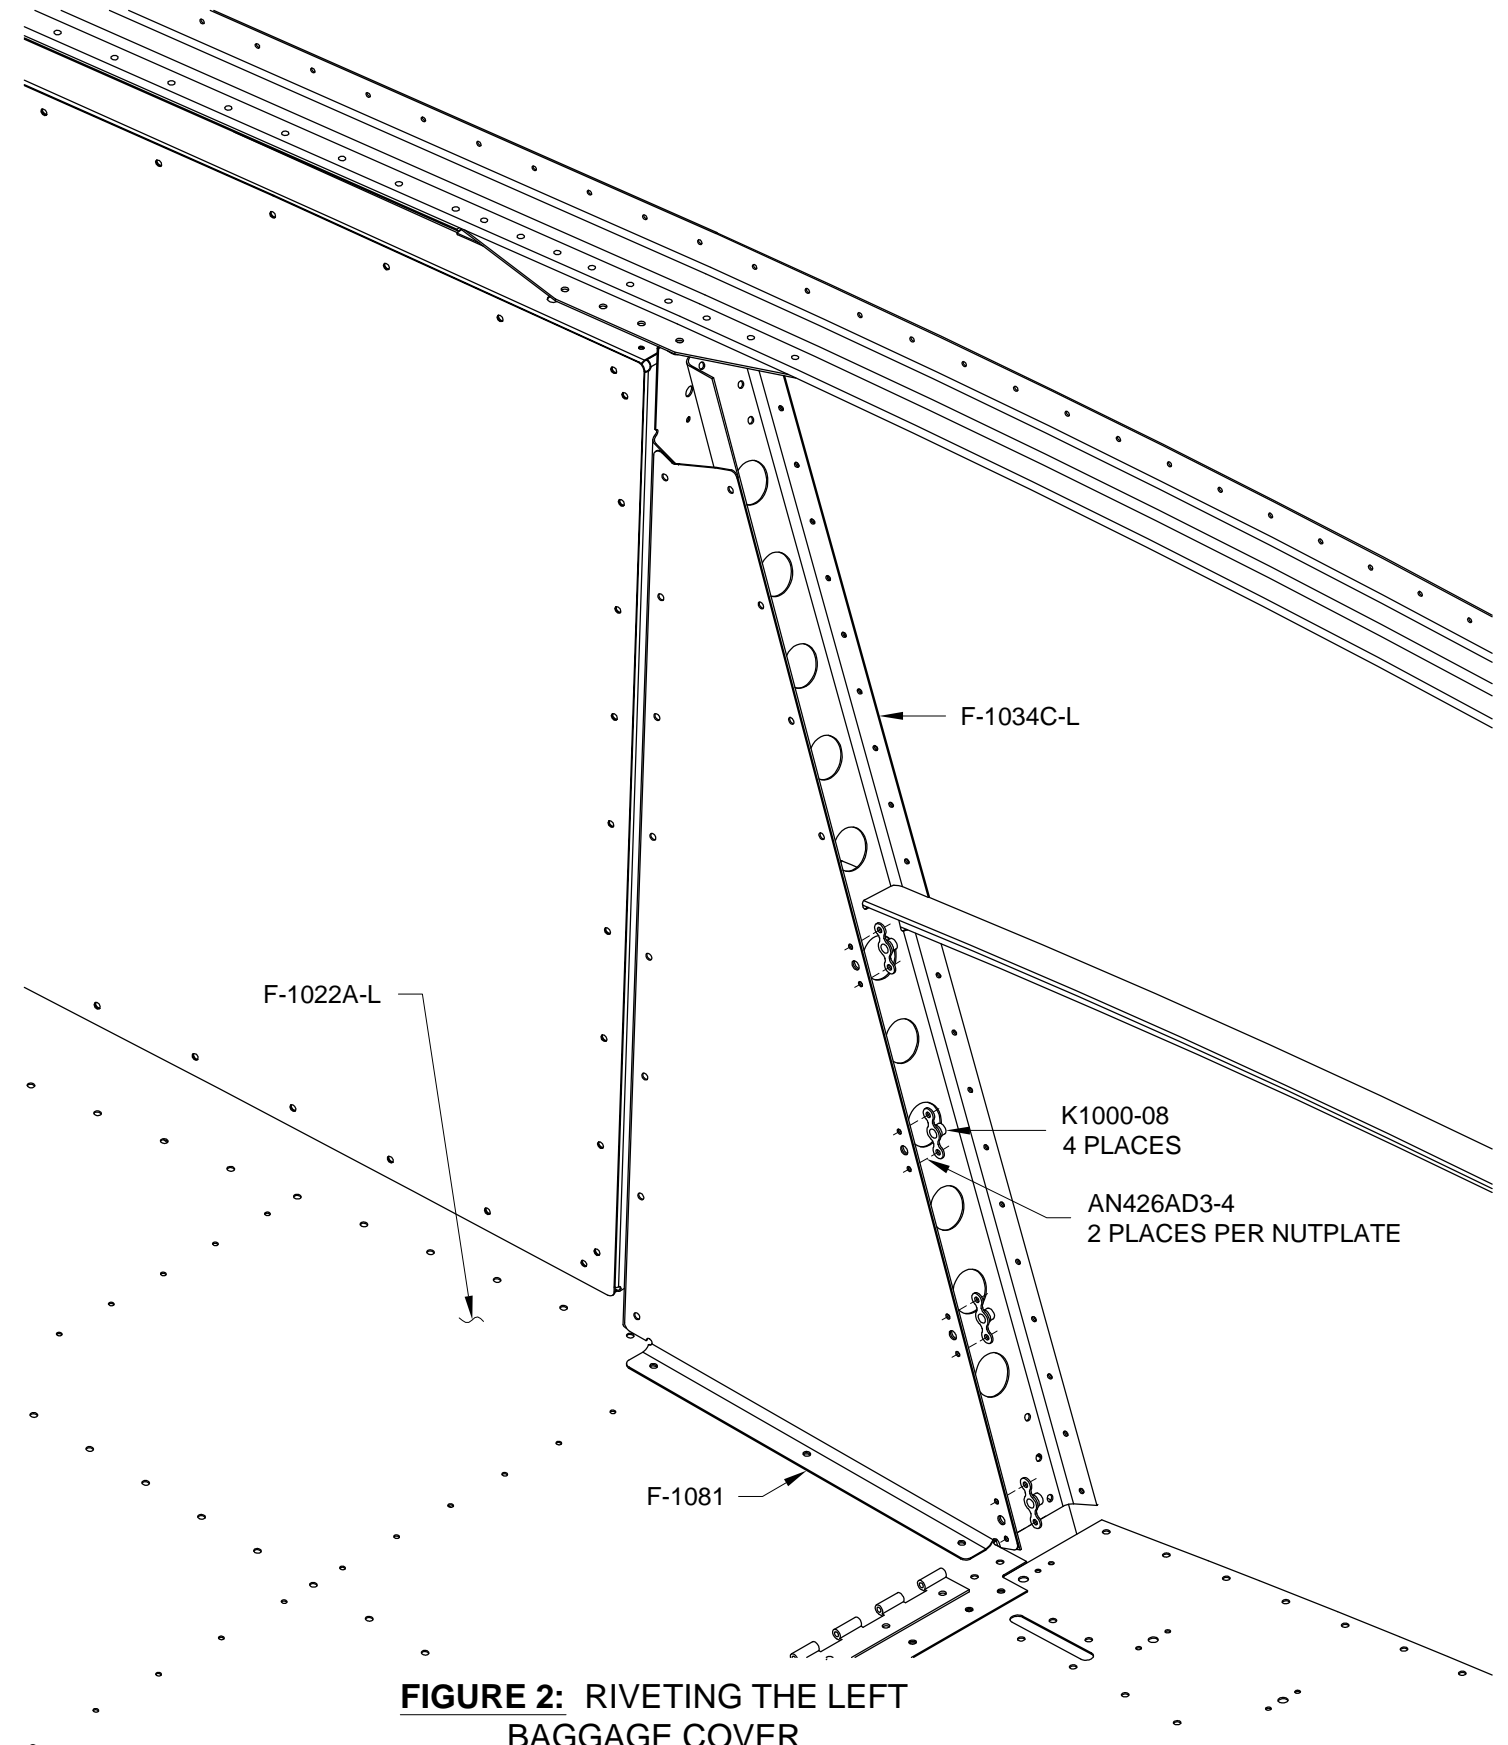 F-1034C-L
F-1022A-L
K1000-08
4 PLACES
AN426AD3-4
2 PLACES PER NUTPLATE
F-1081
FIGURE 2: RIVETING THE LEFT
BAGGAGE COVER